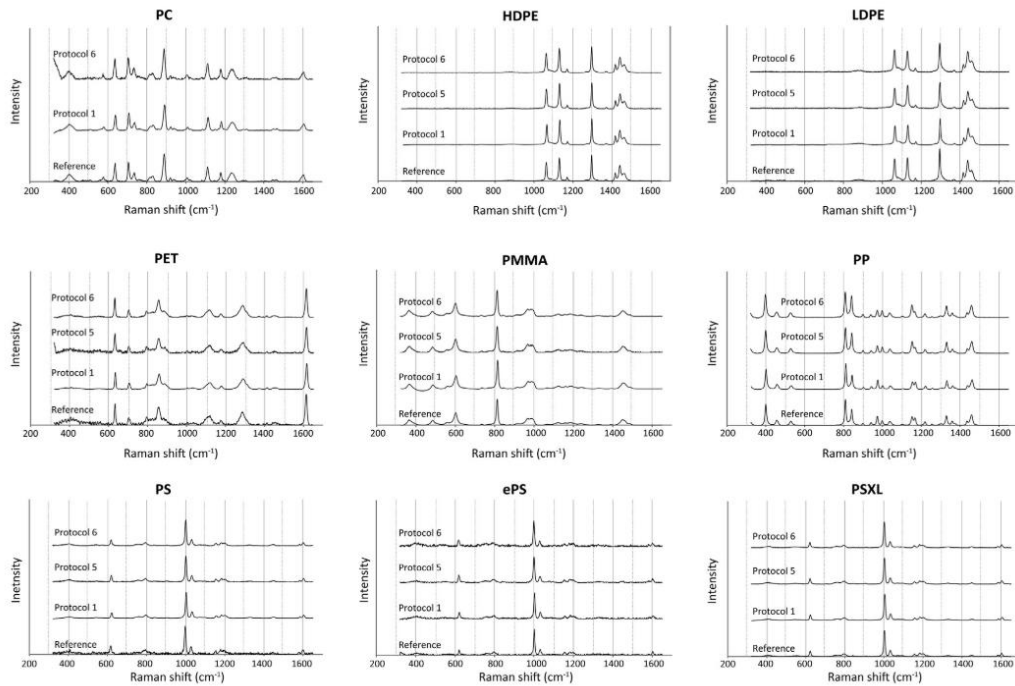 PC
Intensity
Protocol 6
Protocol 1
Reference
200 400 600 800 1000 1200 1400 1600
Raman shift (cm-1)
HDPE
Intensity
Protocol 6
Protocol 5
Protocol 1
Reference
200 400 600 800 1000 1200 1400 1600
Raman shift (cm-1)
LDPE
Intensity
Protocol 6
Protocol 5
Protocol 1
Reference
200 400 600 800 1000 1200 1400 1600
Raman shift (cm-1)
PET
Intensity
Protocol 6
Protocol 5
Protocol 1
Reference
200 400 600 800 1000 1200 1400 1600
Raman shift (cm-1)
PMMA
Intensity
Protocol 6
Protocol 5
Protocol 1
Reference
200 400 600 800 1000 1200 1400 1600
Raman shift (cm-1)
PP
Intensity
Protocol 6
Protocol 5
Protocol 1
Reference
200 400 600 800 1000 1200 1400 1600
Raman shift (cm-1)
PS
Inetnsity
Protocol 6
Protocol 5
Protocol 1
Reference
200 400 600 800 1000 1200 1400 1600
Raman shift (cm-1)
ePS
Intensity
Protocol 6
Protocol 5
Protocol 1
Reference
200 400 600 800 1000 1200 1400 1600
Raman shift (cm-1)
PSXL
Intensity
Protocol 6
Protocol 5
Protocol 1
Reference
200 400 600 800 1000 1200 1400 1600
Raman shift (cm-1)